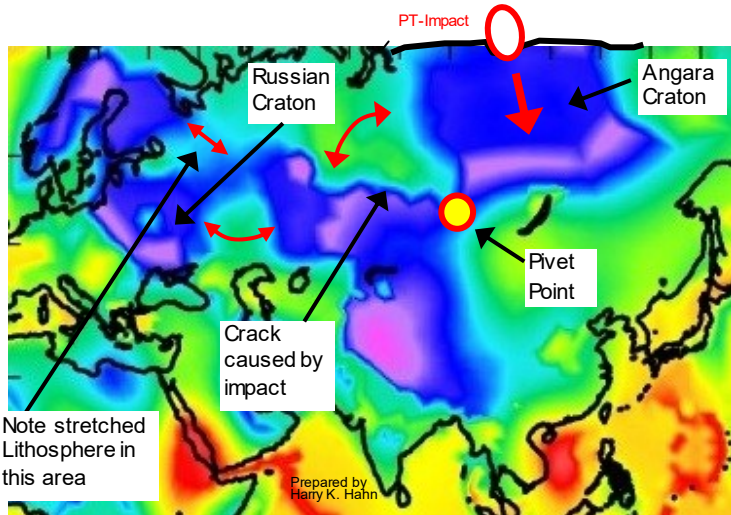 PT-Impact
Russian
Craton
Angara
Craton
Pivet
Point
Crack
caused by
impact
Note stretched
Lithosphere in
this area
Prepared by
Harry K. Hahn